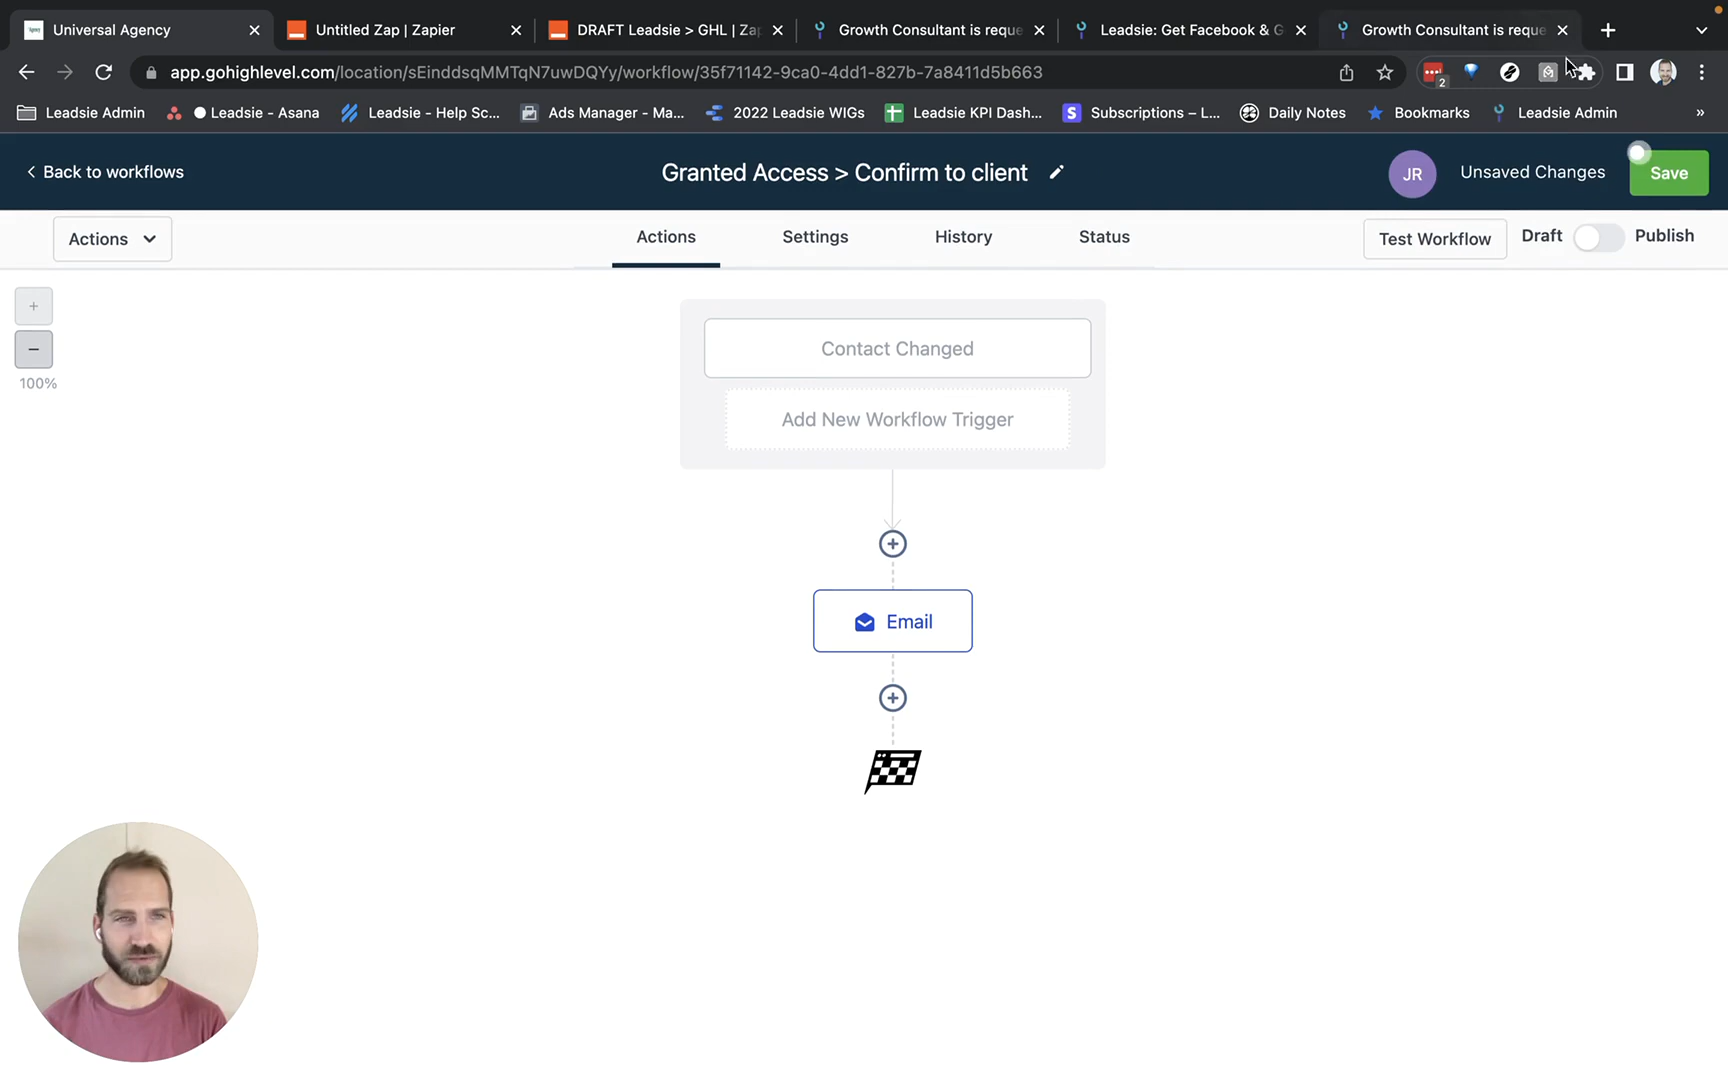 Universal Agency
Untitled Zap | Zapier
DRAFT Leadsie > GHL | Zap
Growth Consultant is reque
Leadsie: Get Facebook & G
Growth Consultant is reque
app.gohighlevel.com/location/sEinddsqMMTqN7uwDQYy/workflow/35f71142-9ca0-4dd1-827b-7a8411d5b663
2
Leadsie Admin
Leadsie - Asana
Leadsie - Help Sc...
Ads Manager - Ma...
2022 Leadsie WIGs
Leadsie KPI Dash...
Subscriptions – L...
Daily Notes
Bookmarks
Leadsie Admin
»
< Back to workflows
Granted Access > Confirm to client
JR
Unsaved Changes
Save
Actions
Actions
Settings
History
Status
Test Workflow
Draft
Publish
+
−
100%
Contact Changed
Add New Workflow Trigger
Email